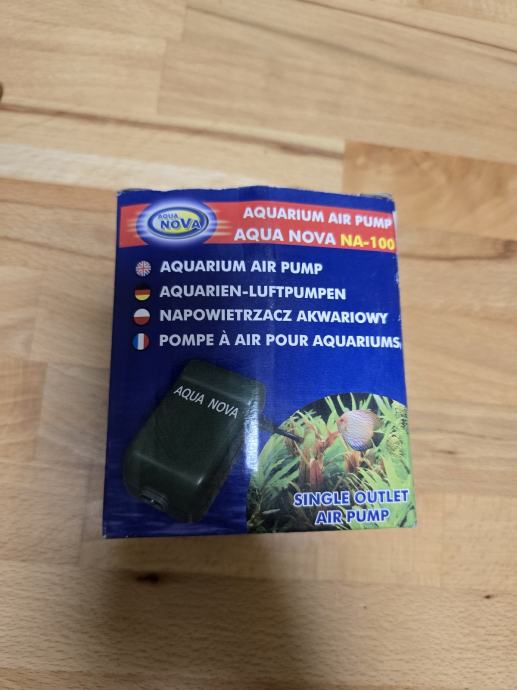 AQUA
NOVA
AQUARIUM AIR PUMP
AQUA NOVA NA-100
AQUARIUM AIR PUMP
AQUARIEN-LUFTPUMPEN
NAPOWIETRZACZ AKWARIOWY
POMPE À AIR POUR AQUARIUMS
AQUA NOVA
SINGLE OUTLET
AIR PUMP